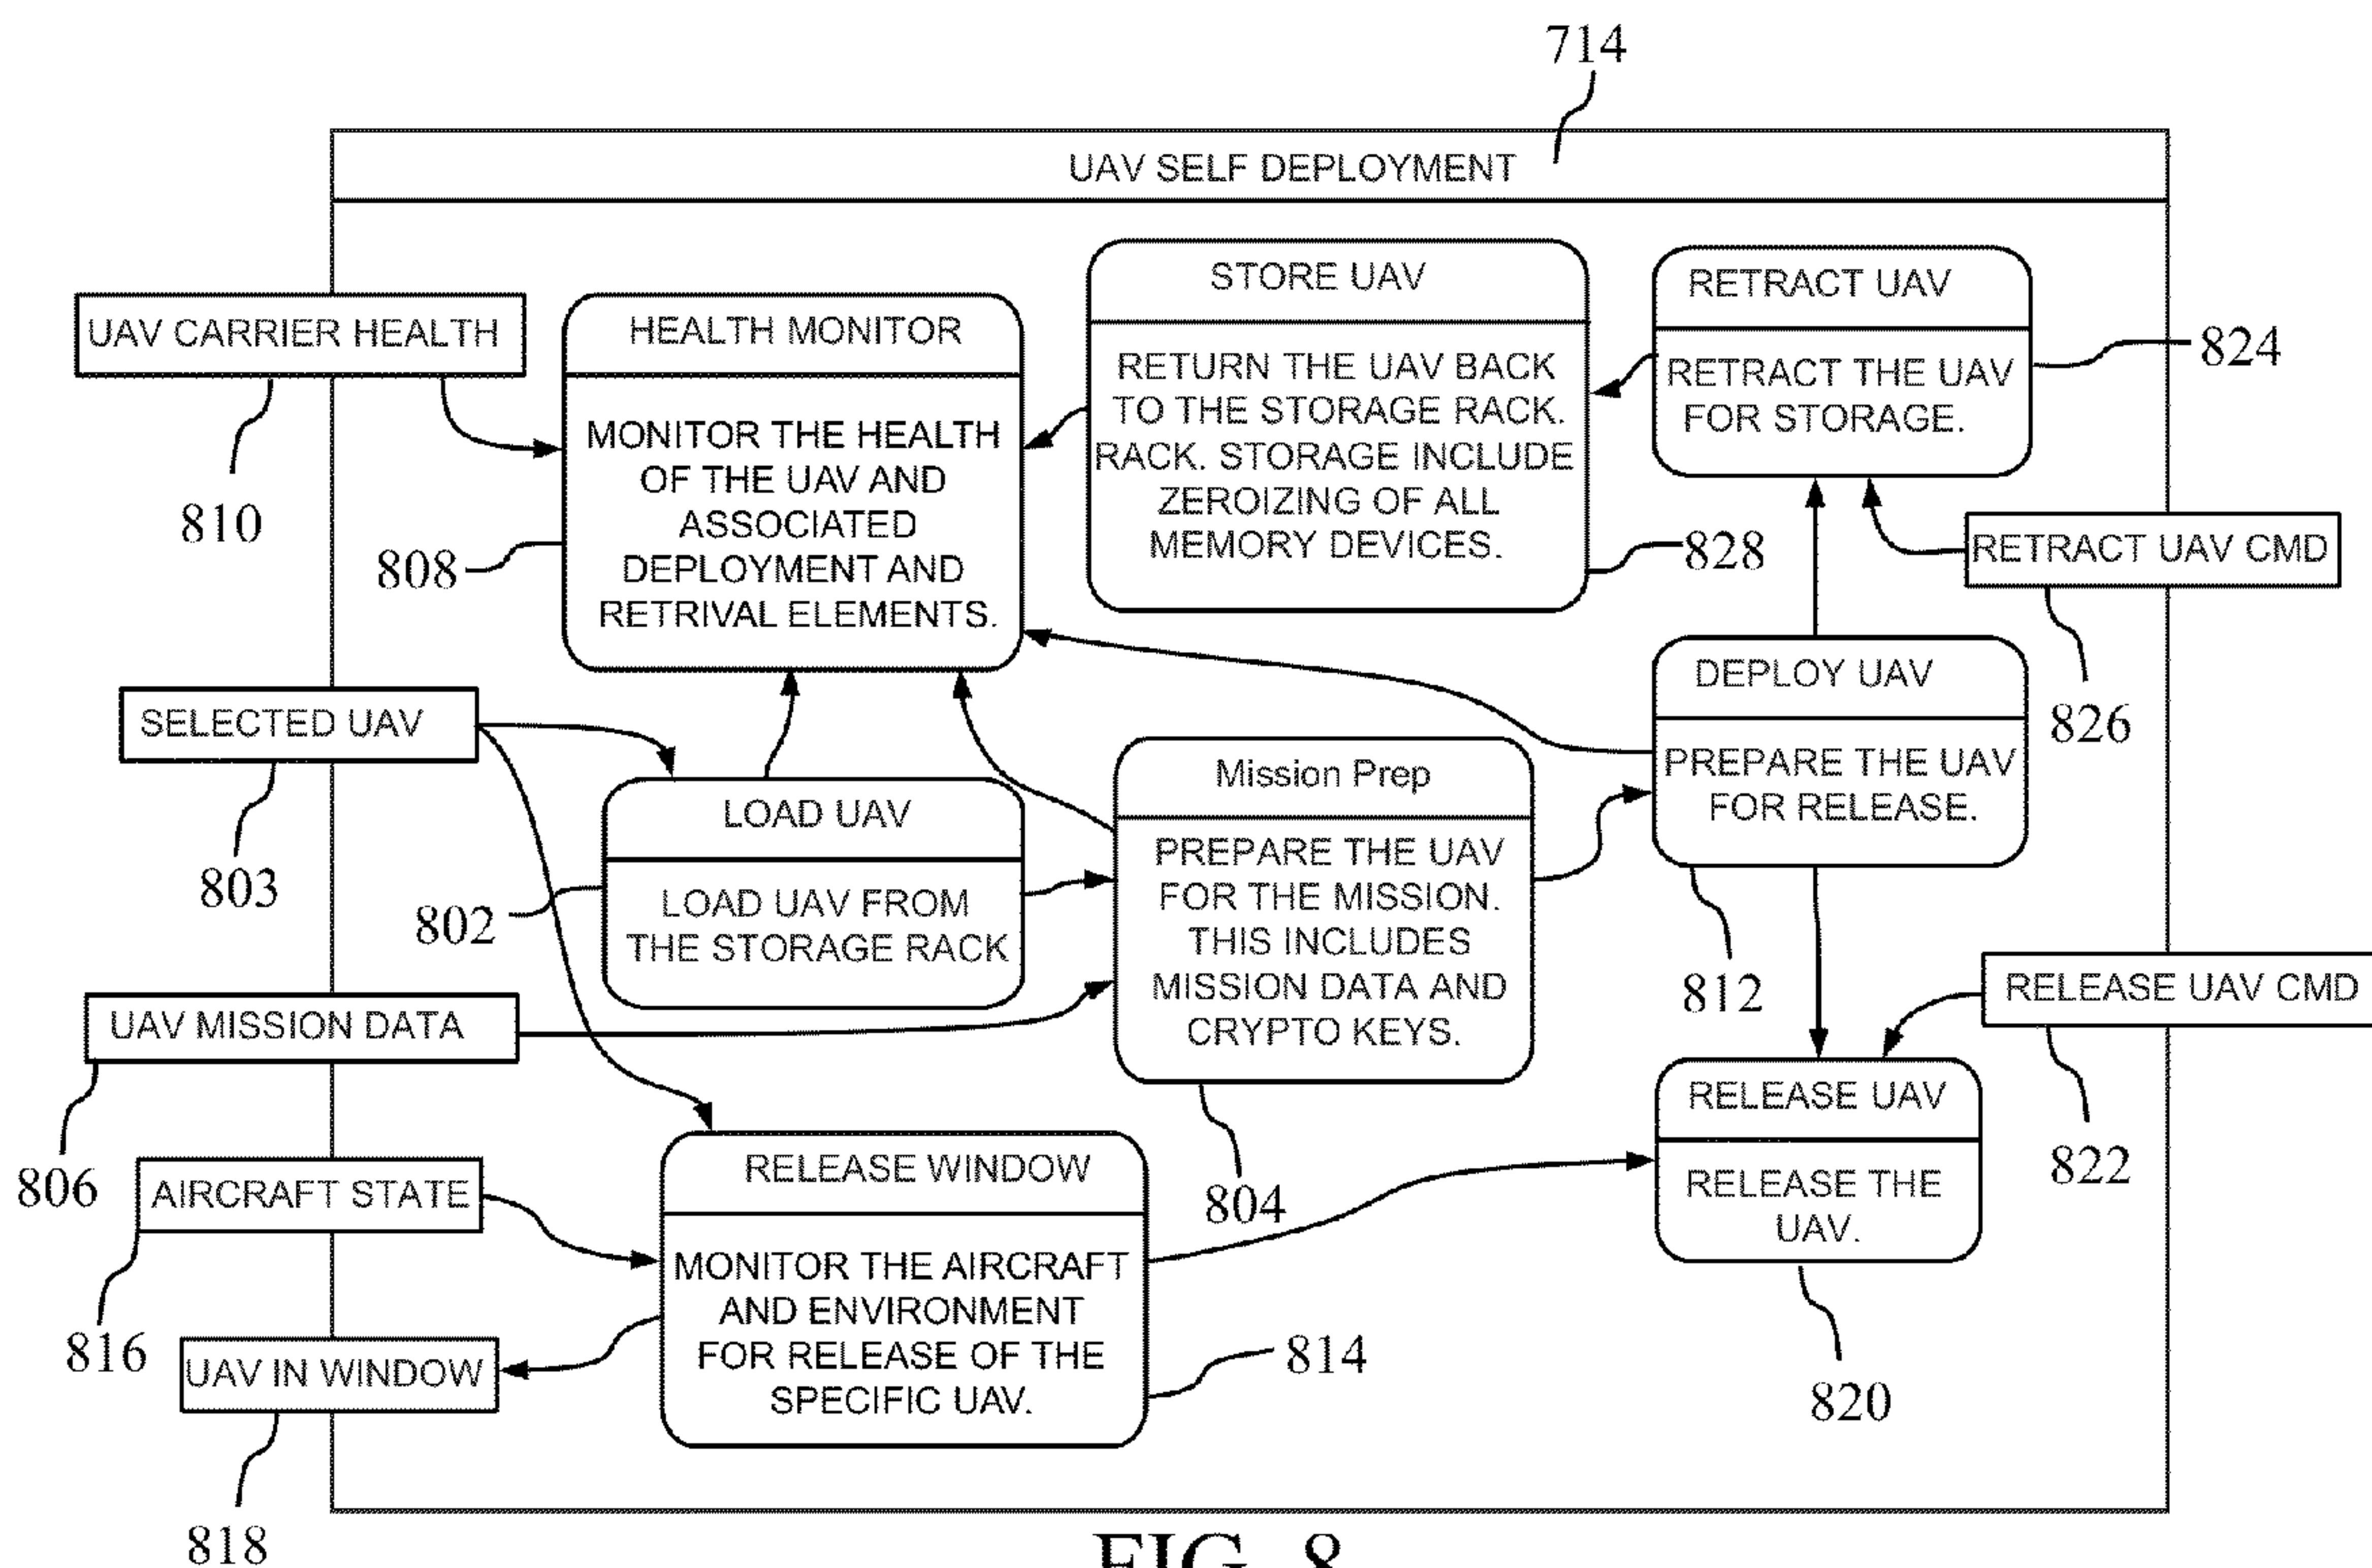 714
UAV SELF DEPLOYMENT
UAV CARRIER HEALTH
810
HEALTH MONITOR
MONITOR THE HEALTH
OF THE UAV AND
ASSOCIATED
DEPLOYMENT AND
RETRIVAL ELEMENTS.
808
STORE UAV
RETURN THE UAV BACK
TO THE STORAGE RACK.
RACK. STORAGE INCLUDE
ZEROIZING OF ALL
MEMORY DEVICES.
828
RETRACT UAV
RETRACT THE UAV
FOR STORAGE.
824
RETRACT UAV CMD
826
SELECTED UAV
803
LOAD UAV
LOAD UAV FROM
THE STORAGE RACK
802
Mission Prep
PREPARE THE UAV
FOR THE MISSION.
THIS INCLUDES
MISSION DATA AND
CRYPTO KEYS.
804
DEPLOY UAV
PREPARE THE UAV
FOR RELEASE.
812
RELEASE UAV CMD
822
UAV MISSION DATA
806
AIRCRAFT STATE
816
UAV IN WINDOW
818
RELEASE WINDOW
MONITOR THE AIRCRAFT
AND ENVIRONMENT
FOR RELEASE OF THE
SPECIFIC UAV.
814
RELEASE UAV
RELEASE THE
UAV.
820
FIG. 8